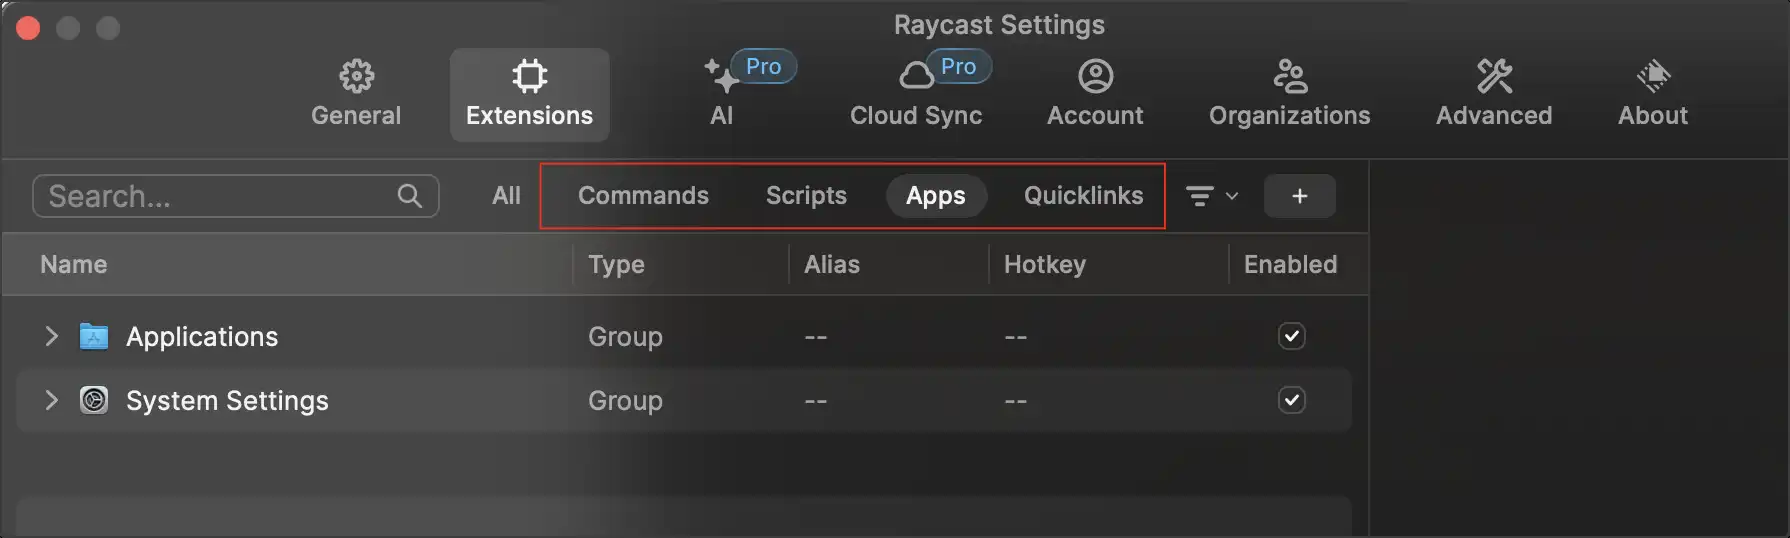 Raycast Settings
General Extensions AI Pro Cloud Sync Pro Account Organizations Advanced About
Search... All Commands Scripts Apps Quicklinks +
Name Type Alias Hotkey Enabled
Applications Group -- --
System Settings Group -- --